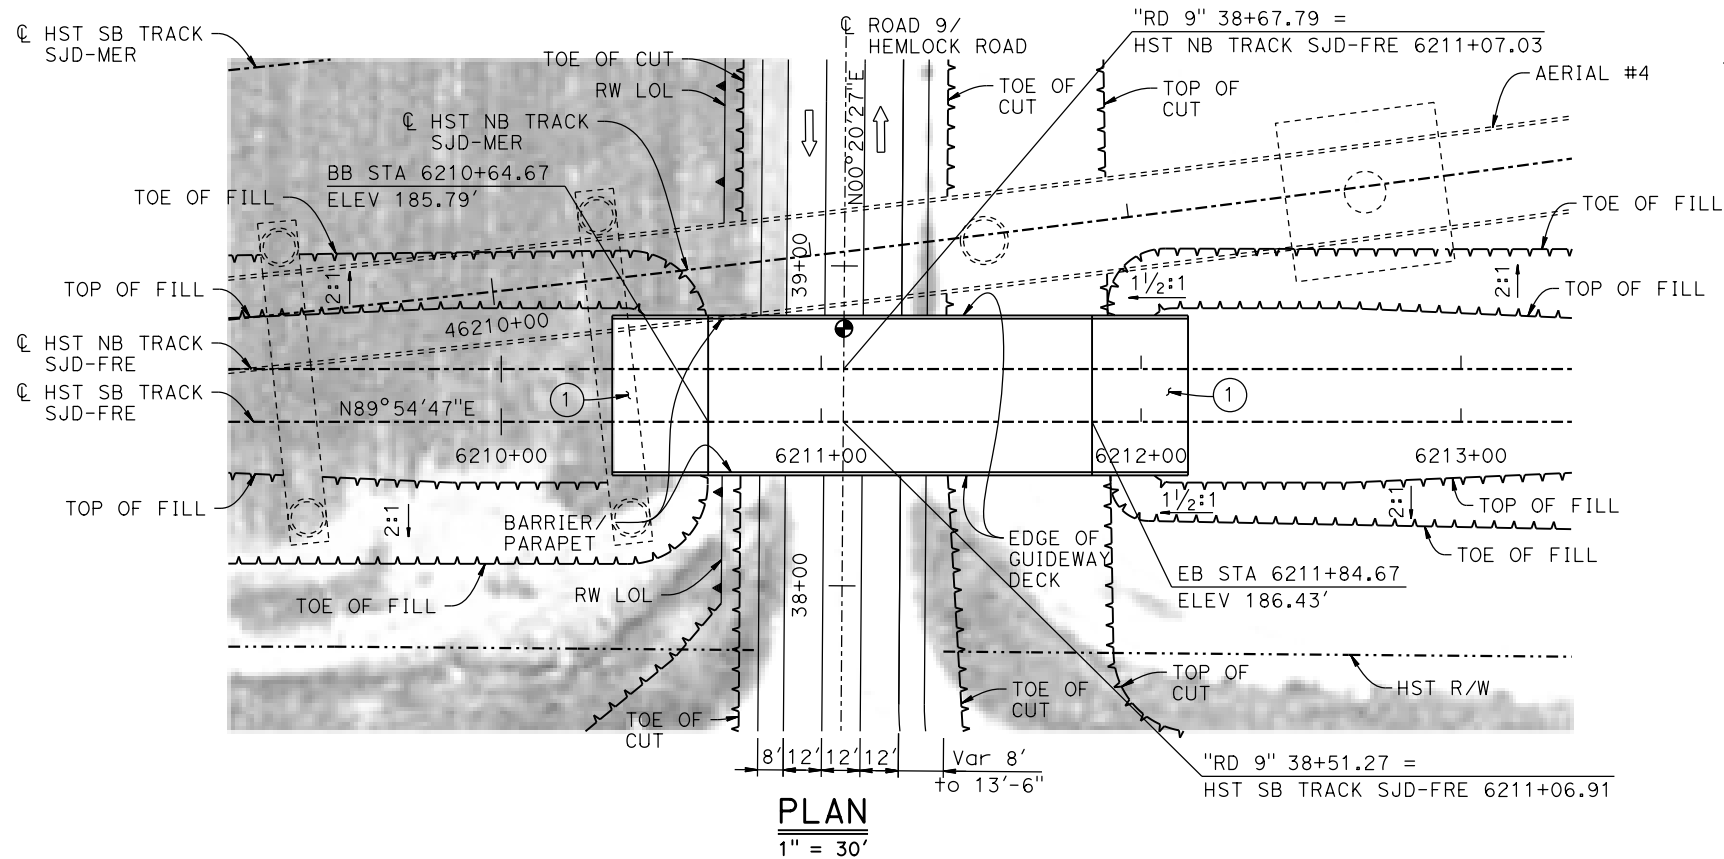 ℄ HST SB TRACK
SJD-MER
℄ ROAD 9/
HEMLOCK ROAD
"RD 9" 38+67.79 =
HST NB TRACK SJD-FRE 6211+07.03
TOE OF CUT
RW LOL
℄ HST NB TRACK
SJD-MER
N00°20'27"E
TOE OF
CUT
TOP OF
CUT
AERIAL #4
BB STA 6210+64.67
ELEV 185.79'
TOE OF FILL
TOE OF FILL
2:1
39+00
1½:1
2:1
TOP OF FILL
TOP OF FILL
46210+00
℄ HST NB TRACK
SJD-FRE
℄ HST SB TRACK
SJD-FRE
N89°54'47"E
1
1
6210+00
6211+00
6212+00
6213+00
TOP OF FILL
2:1
BARRIER/
PARAPET
1½:1
2:1
TOP OF FILL
EDGE OF
GUIDEWAY
DECK
TOE OF FILL
38+00
EB STA 6211+84.67
ELEV 186.43'
TOE OF FILL
RW LOL
TOP OF
CUT
HST R/W
TOE OF
CUT
TOE OF
CUT
8'
12'
12'
12'
Var 8'
to 13'-6"
"RD 9" 38+51.27 =
HST SB TRACK SJD-FRE 6211+06.91
PLAN
1" = 30'